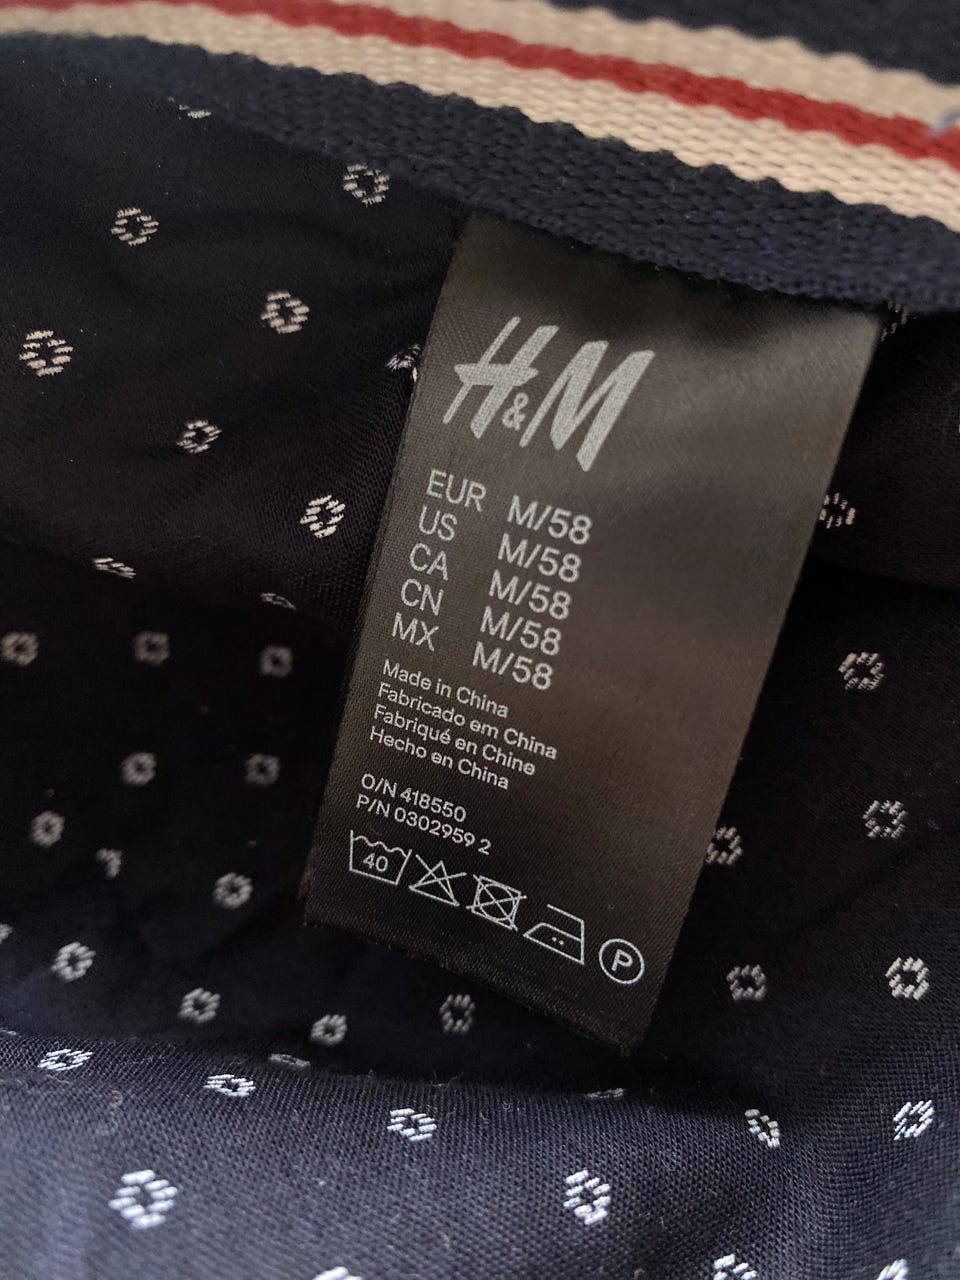 H&M
EUR M/58
US M/58
CA M/58
CN M/58
MX M/58
Made in China
Fabricado em China
Fabriqué en Chine
Hecho en China
O/N 418550
P/N 0302959 2
40
P